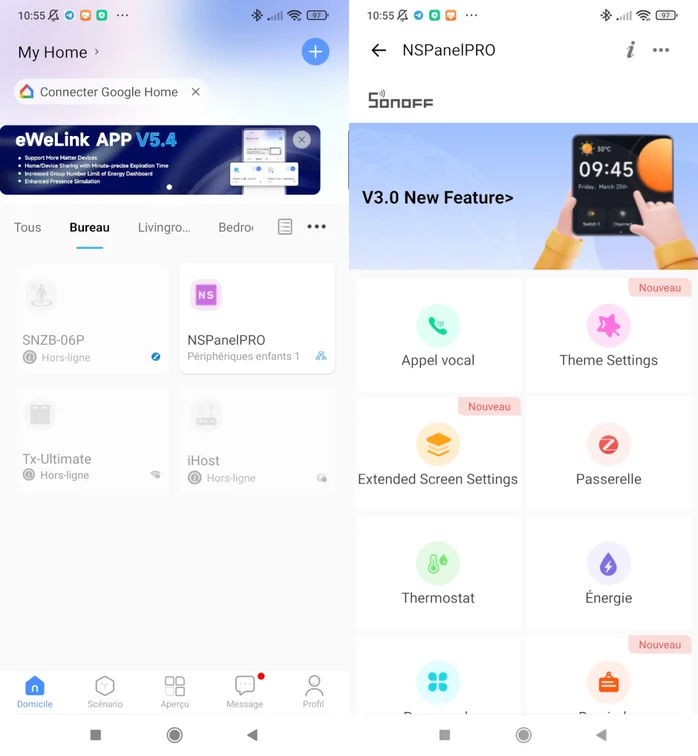 10:55
97
My Home
Connecter Google Home
eWeLink APP V5.4
Support More Matter Devices
Home/Device Sharing with Minute-precise Expiration Time
Increased Group Number Limit of Energy Dashboard
Enhanced Presence Simulation
Tous
Bureau
Livingro...
SNZB-06P
Hors-ligne
NS
NSPanelPRO
Périphériques enfants 1
Tx-Ultimate
Hors-ligne
iHost
Hors-ligne
Domicile
Scénario
Aperçu
Message
Profil
10:55
97
NSPanelPRO
SONOFF
V3.0 New Feature>
30°C
09:45
Friday, March 25th
Switch 1
Nouveau
Appel vocal
Theme Settings
Nouveau
Extended Screen Settings
Passerelle
Thermostat
Énergie
Nouveau